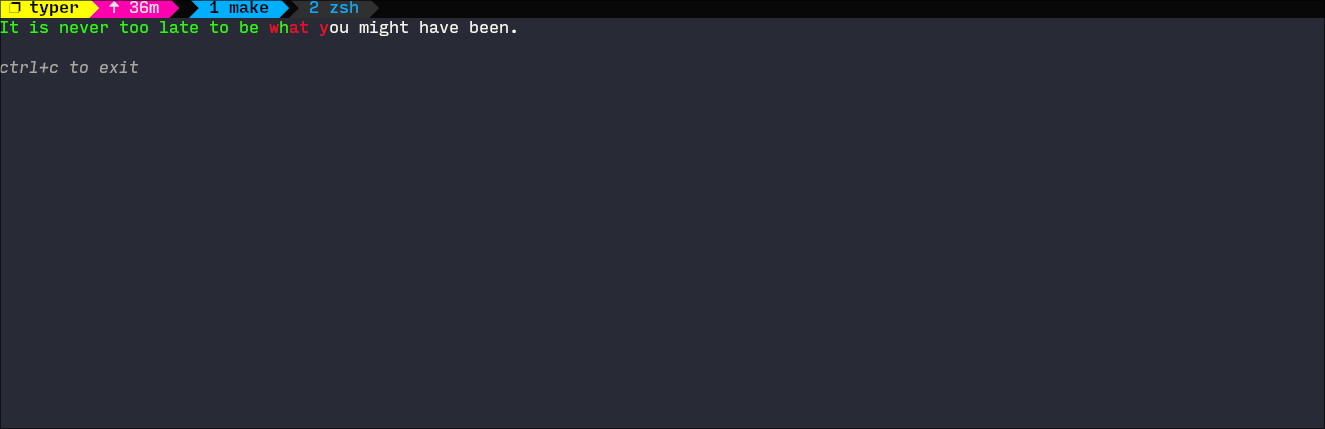 ❐ typer ↑ 36m 1 make 2 zsh
It is never too late to be what you might have been.
ctrl+c to exit